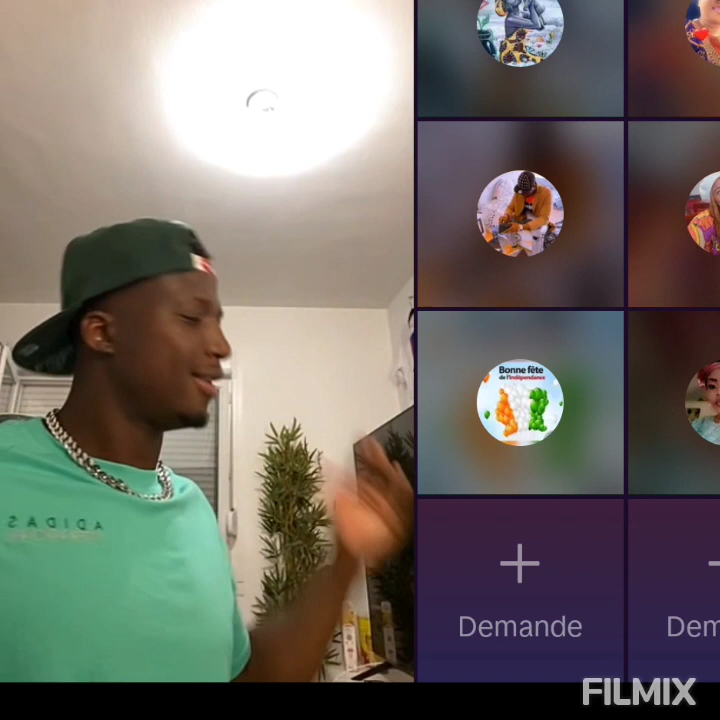 ADIDAS
Bonne fête
de l'indépendance
Demande
Dem
FILMIX